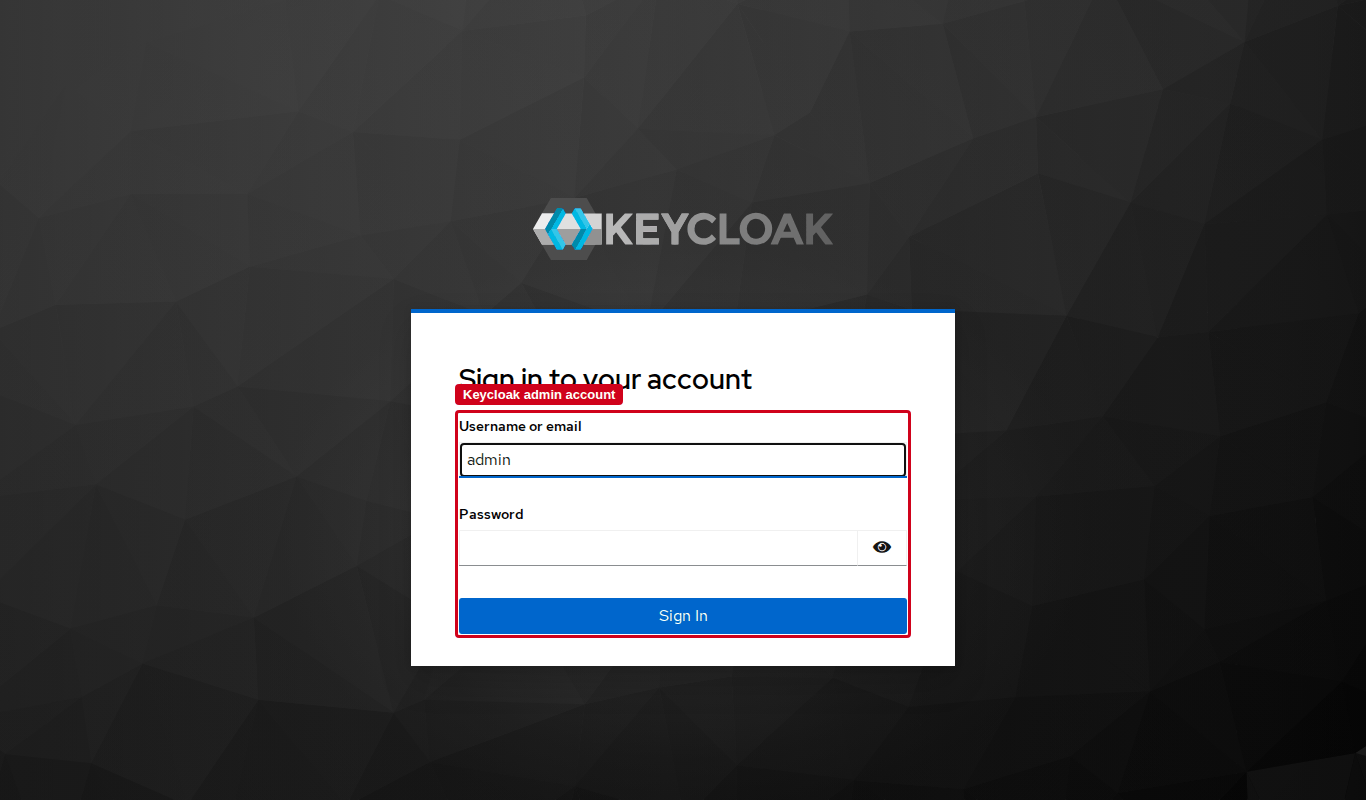 KEYCLOAK
Sign in to your account
Keycloak admin account
Username or email
admin
Password
Sign In